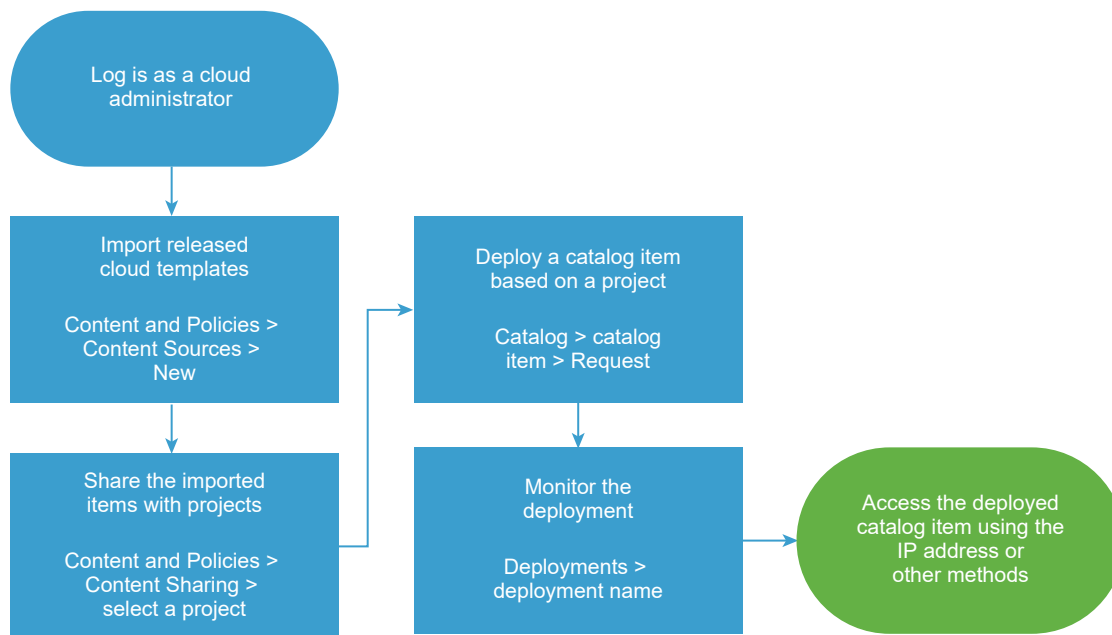 Log is as a cloud
administrator
Import released
cloud templates
Content and Policies >
Content Sources >
New
Share the imported
items with projects
Content and Policies >
Content Sharing >
select a project
Deploy a catalog item
based on a project
Catalog > catalog
item > Request
Monitor the
deployment
Deployments >
deployment name
Access the deployed
catalog item using the
IP address or
other methods